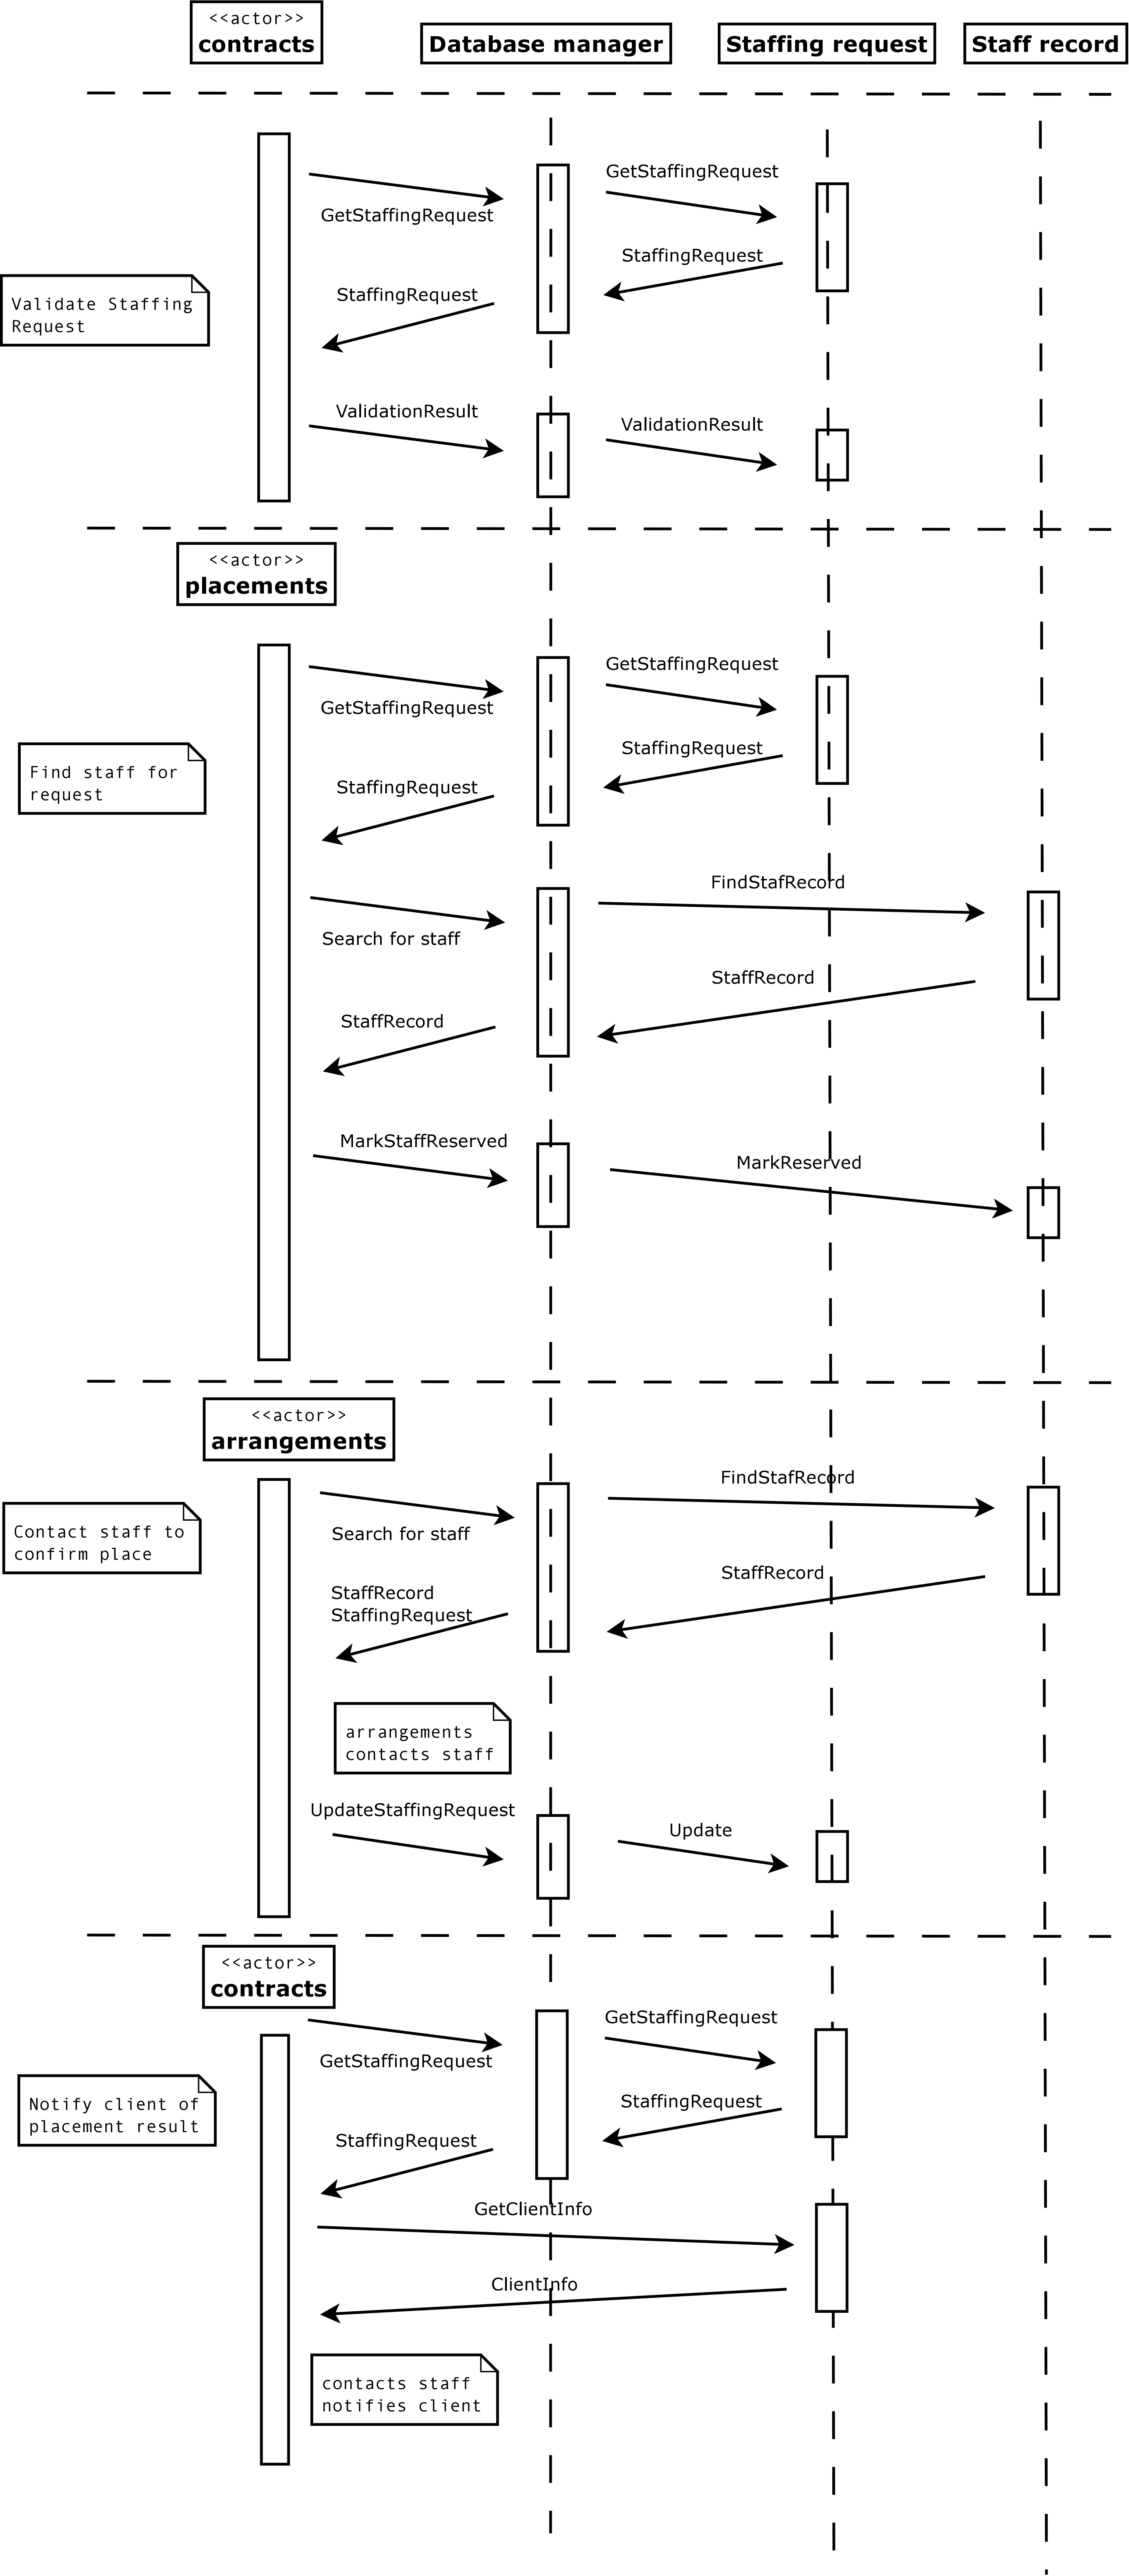 <<actor>>
contracts
Database manager
Staffing request
Staff record
GetStaffingRequest
GetStaffingRequest
StaffingRequest
StaffingRequest
Validate Staffing
Request
ValidationResult
ValidationResult
<<actor>>
placements
GetStaffingRequest
GetStaffingRequest
StaffingRequest
Find staff for
request
StaffingRequest
FindStafRecord
Search for staff
StaffRecord
StaffRecord
MarkStaffReserved
MarkReserved
<<actor>>
arrangements
FindStafRecord
Search for staff
Contact staff to
confirm place
StaffRecord
StaffRecord
StaffingRequest
arrangements
contacts staff
UpdateStaffingRequest
Update
<<actor>>
contracts
GetStaffingRequest
GetStaffingRequest
StaffingRequest
Notify client of
placement result
StaffingRequest
GetClientInfo
ClientInfo
contacts staff
notifies client